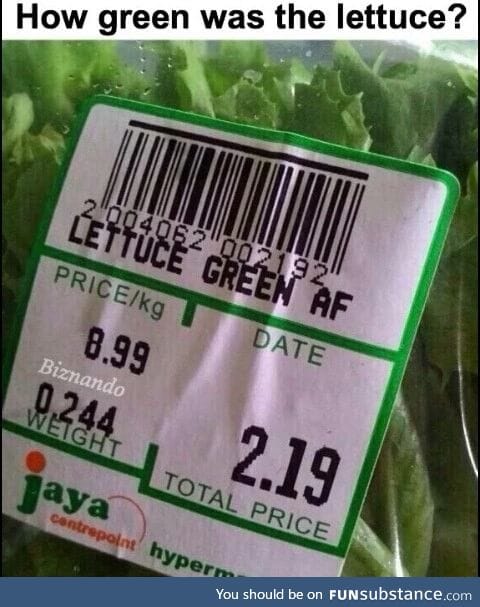 How green was the lettuce?
2 004062 002192
LETTUCE GREEN AF
PRICE/kg
DATE
8.99
Biznando
0.244
WEIGHT
2.19
TOTAL PRICE
jaya
centrepoint
You should be on FUNsubstance.com